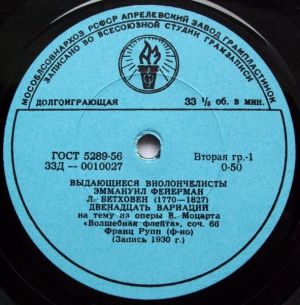 МОСОБЛСОВНАРХОЗ РСФСР АПРЕЛЕВСКИЙ ЗАВОД ГРАМПЛАСТИНОК
ЗАПИСАНО ВО ВСЕСОЮЗНОЙ СТУДИИ ГРАМЗАПИСИ
ДОЛГОИГРАЮЩАЯ
33 1/3 об. в мин.
ГОСТ 5289-56
Вторая гр.-1
33Д — 0010027
0-50
ВЫДАЮЩИЕСЯ ВИОЛОНЧЕЛИСТЫ
ЭММАНУИЛ ФЕЙЕРМАН
Л. БЕТХОВЕН (1770—1827)
ДВЕНАДЦАТЬ ВАРИАЦИЙ
на тему из оперы В. Моцарта
«Волшебная флейта», соч. 66
Франц Рупп (ф-но)
(Запись 1930 г.)